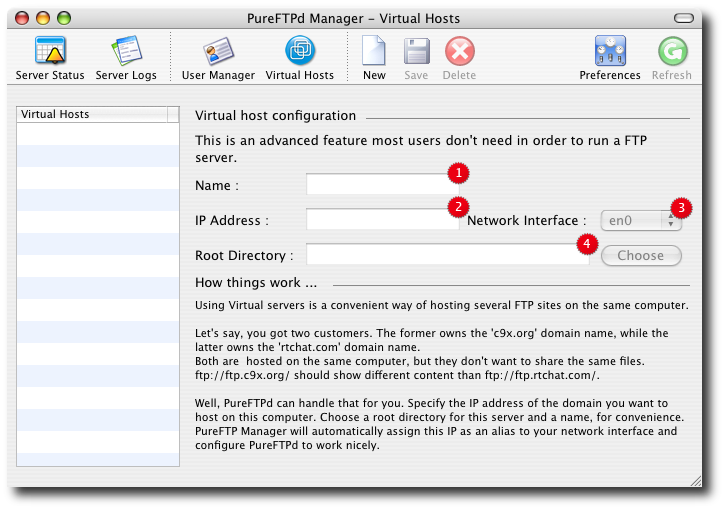 PureFTPd Manager – Virtual Hosts
Server Status Server Logs User Manager Virtual Hosts New Save Delete Preferences Refresh
Virtual Hosts
Virtual host configuration
This is an advanced feature most users don't need in order to run a FTP
server.
Name : 1
IP Address : 2 Network Interface : en0 3
Root Directory : 4 Choose
How things work ...
Using Virtual servers is a convenient way of hosting several FTP sites on the same computer.
Let's say, you got two customers. The former owns the 'c9x.org' domain name, while the
latter owns the 'rtchat.com' domain name.
Both are hosted on the same computer, but they don't want to share the same files.
ftp://ftp.c9x.org/ should show different content than ftp://ftp.rtchat.com/.
Well, PureFTPd can handle that for you. Specify the IP address of the domain you want to
host on this computer. Choose a root directory for this server and a name, for convenience.
PureFTP Manager will automatically assign this IP as an alias to your network interface and
configure PureFTPd to work nicely.